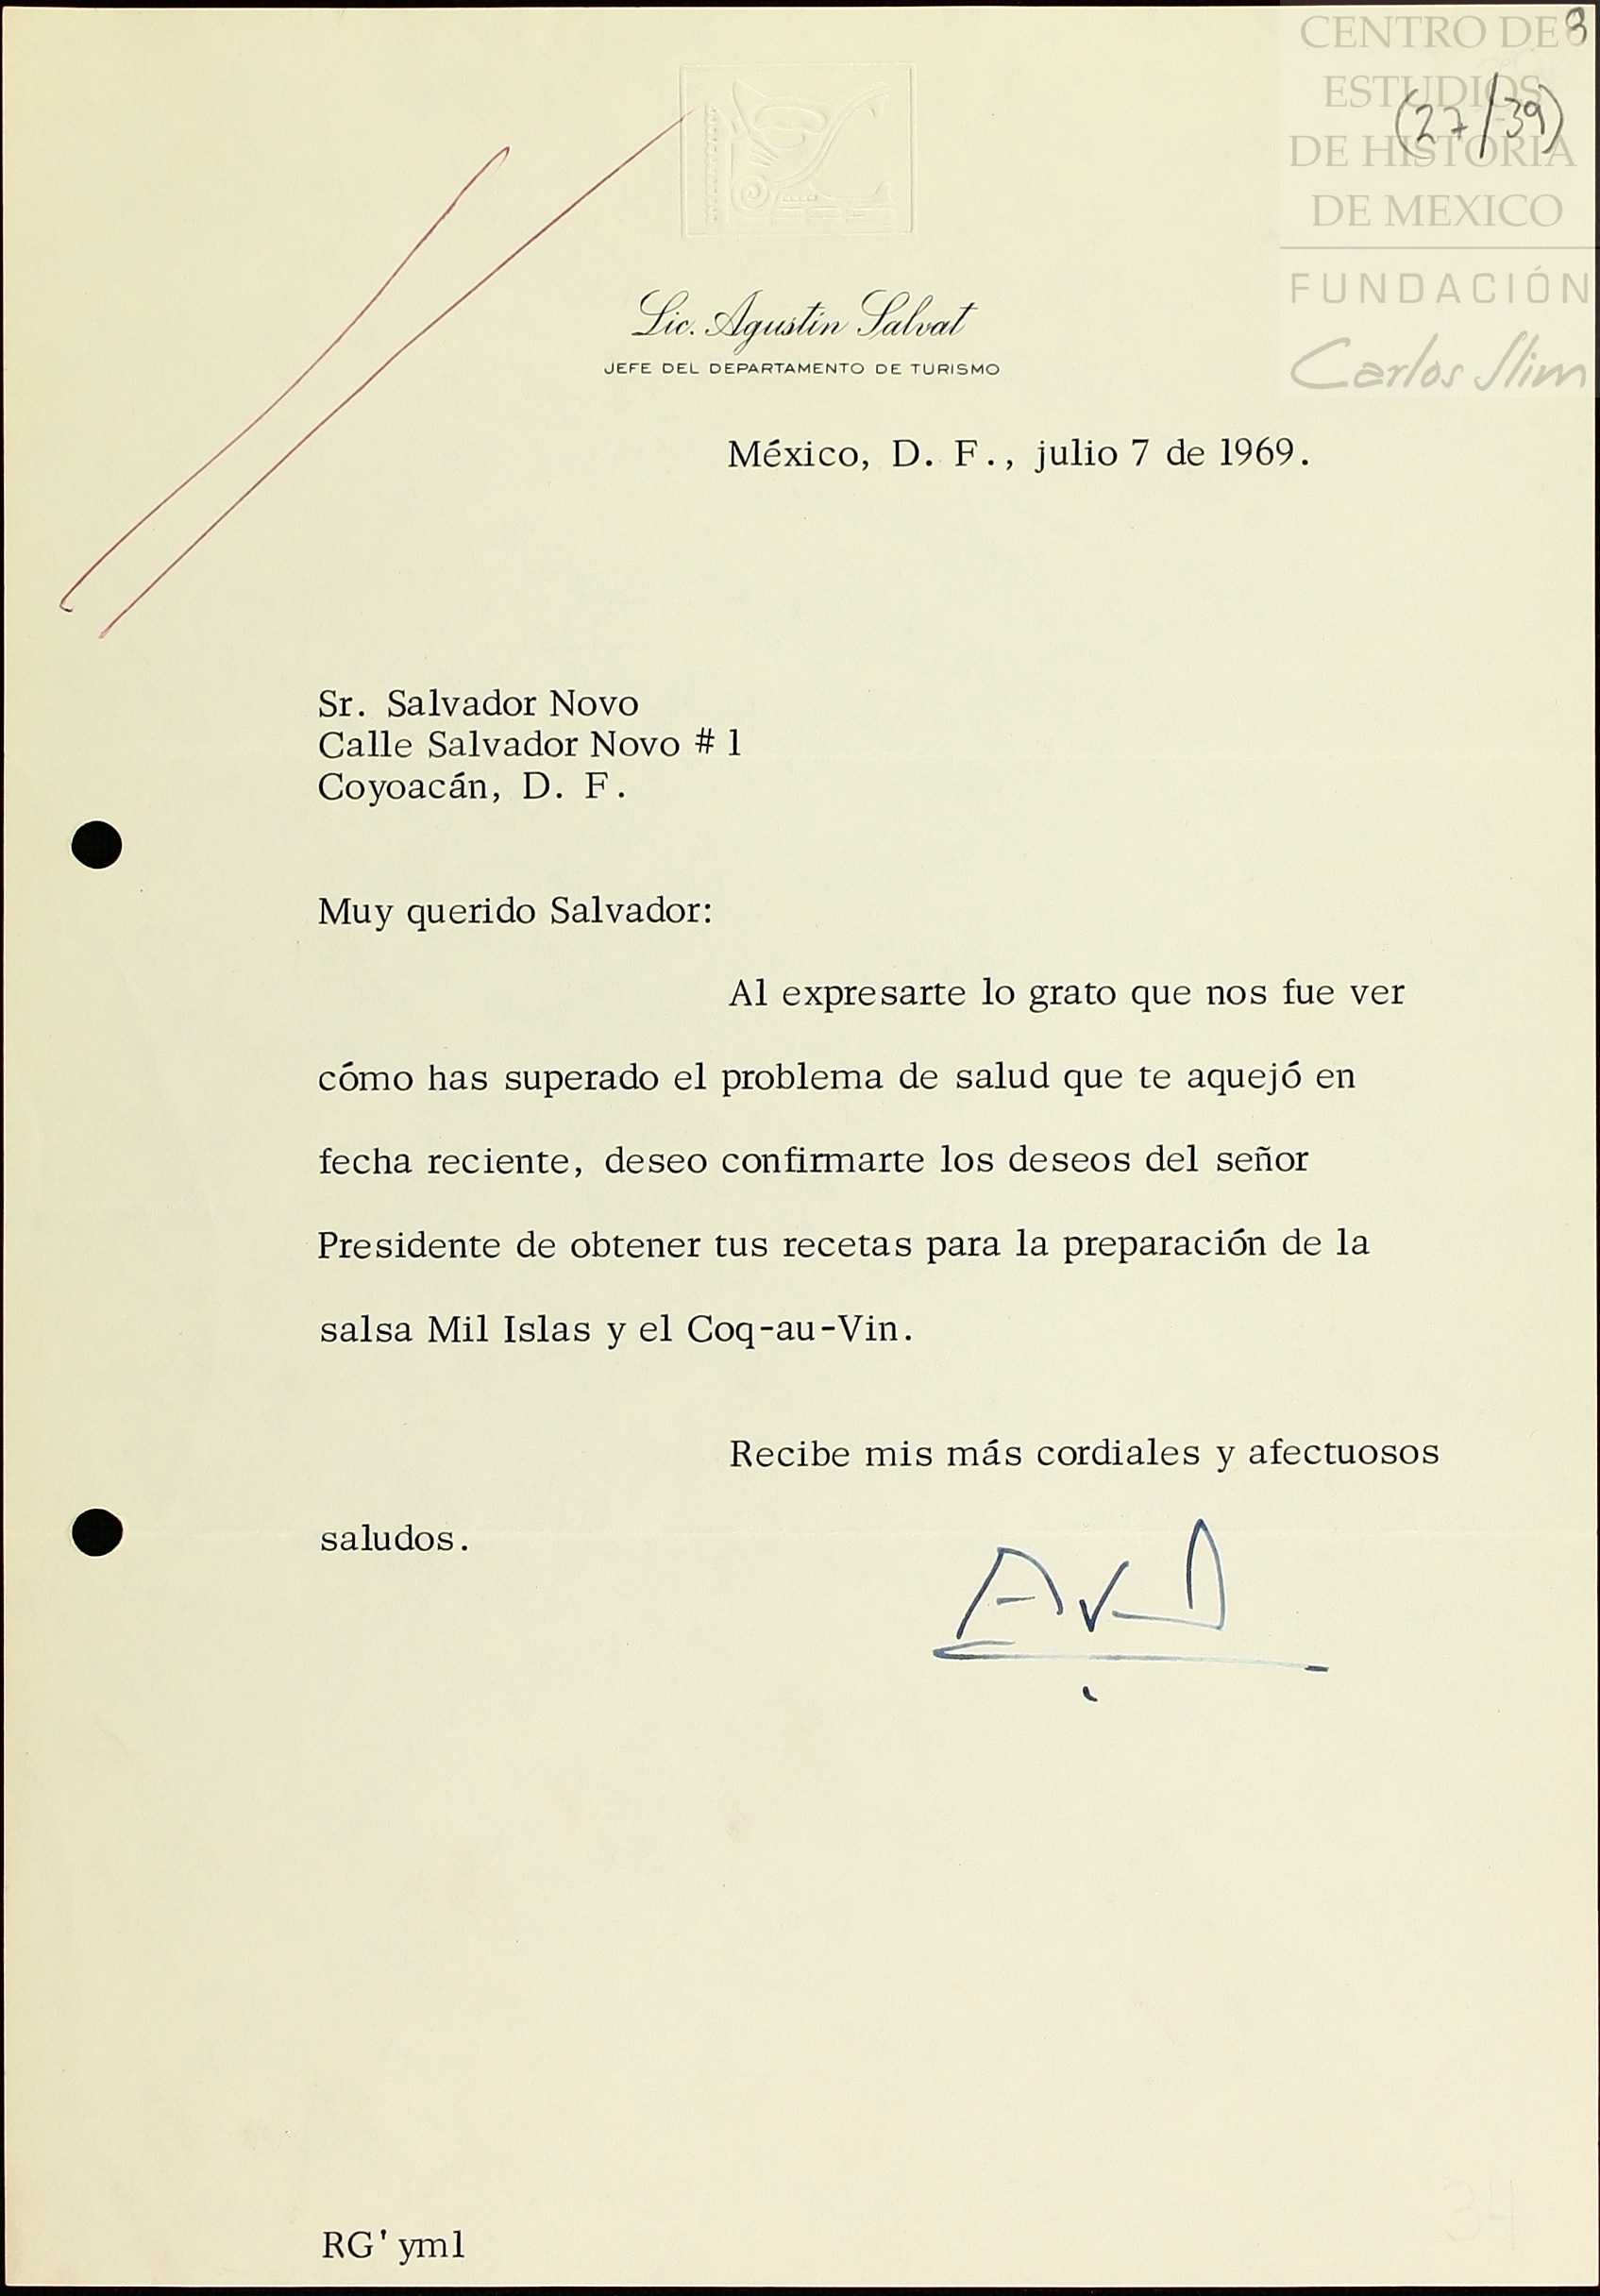 CENTRO DE
ESTUDIOS
DE HISTORIA
DE MEXICO
FUNDACIÓN
Carlos Slim
8
(27/39)
Lic. Agustín Salvat
JEFE DEL DEPARTAMENTO DE TURISMO
México, D. F., julio 7 de 1969.
Sr. Salvador Novo
Calle Salvador Novo # 1
Coyoacán, D. F.
Muy querido Salvador:
Al expresarte lo grato que nos fue ver
cómo has superado el problema de salud que te aquejó en
fecha reciente, deseo confirmarte los deseos del señor
Presidente de obtener tus recetas para la preparación de la
salsa Mil Islas y el Coq-au-Vin.
Recibe mis más cordiales y afectuosos
saludos.
34
RG'yml